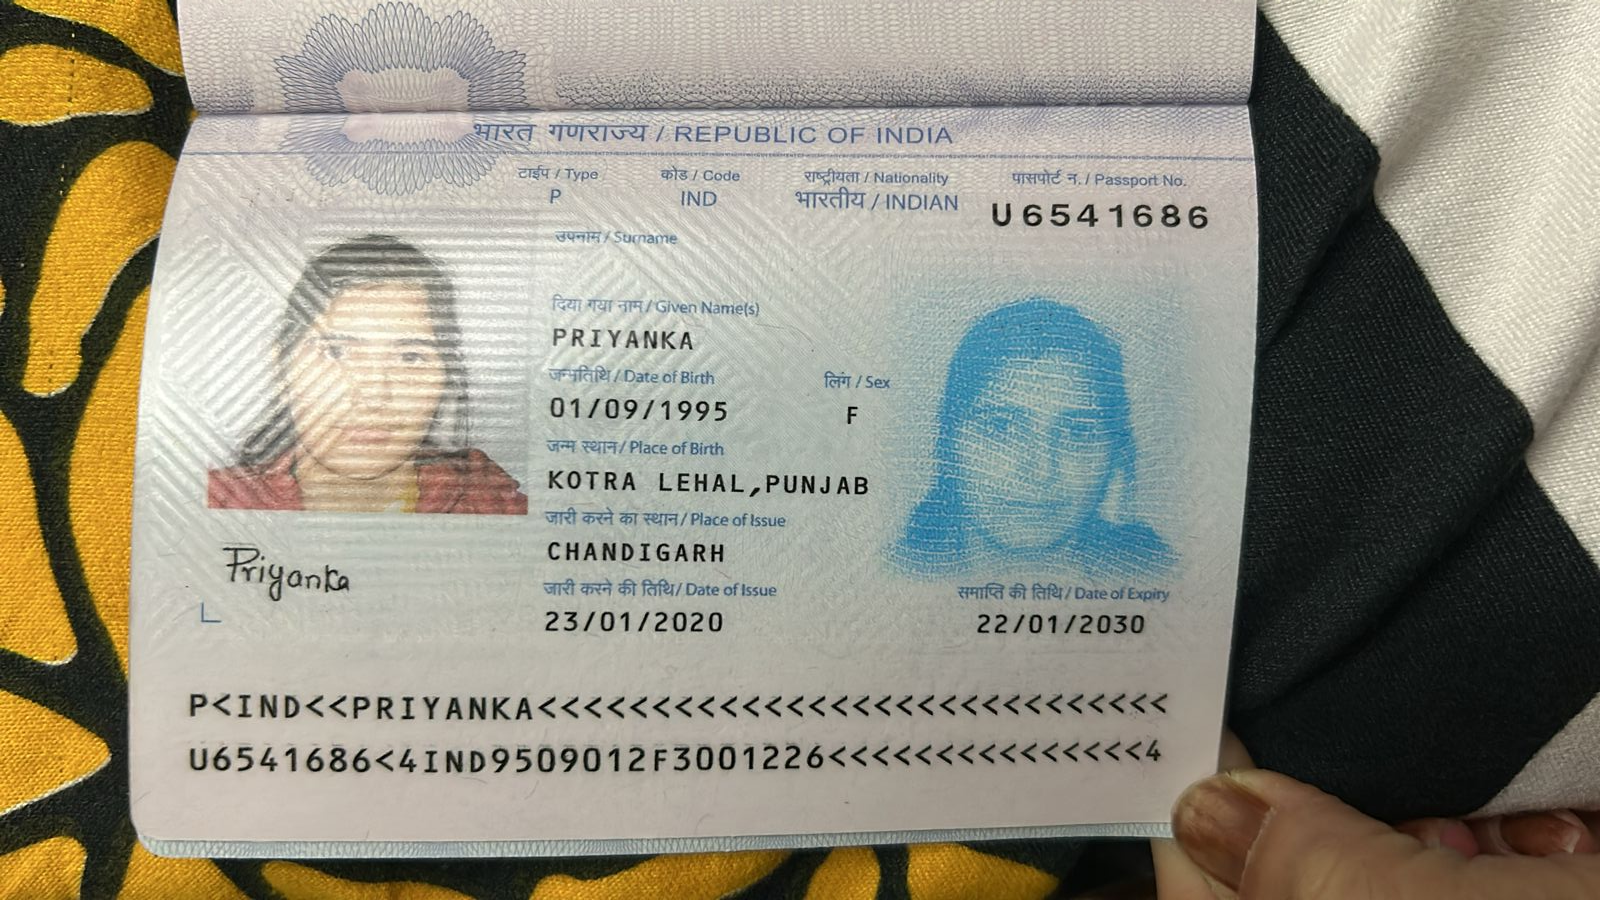 भारत गणराज्य / REPUBLIC OF INDIA
टाईप / Type
P
कोड / Code
IND
राष्ट्रीयता / Nationality
भारतीय / INDIAN
पासपोर्ट न. / Passport No.
U6541686
उपनाम / Surname
दिया गया नाम / Given Name(s)
PRIYANKA
जन्मतिथि / Date of Birth
01/09/1995
लिंग / Sex
F
जन्म स्थान / Place of Birth
KOTRA LEHAL,PUNJAB
जारी करने का स्थान / Place of Issue
CHANDIGARH
जारी करने की तिथि / Date of Issue
23/01/2020
समाप्ति की तिथि / Date of Expiry
22/01/2030
Priyanka
P<IND<<PRIYANKA<<<<<<<<<<<<<<<<<<<<<<<<<<<<<
U6541686<4IND9509012F3001226<<<<<<<<<<<<<<<4